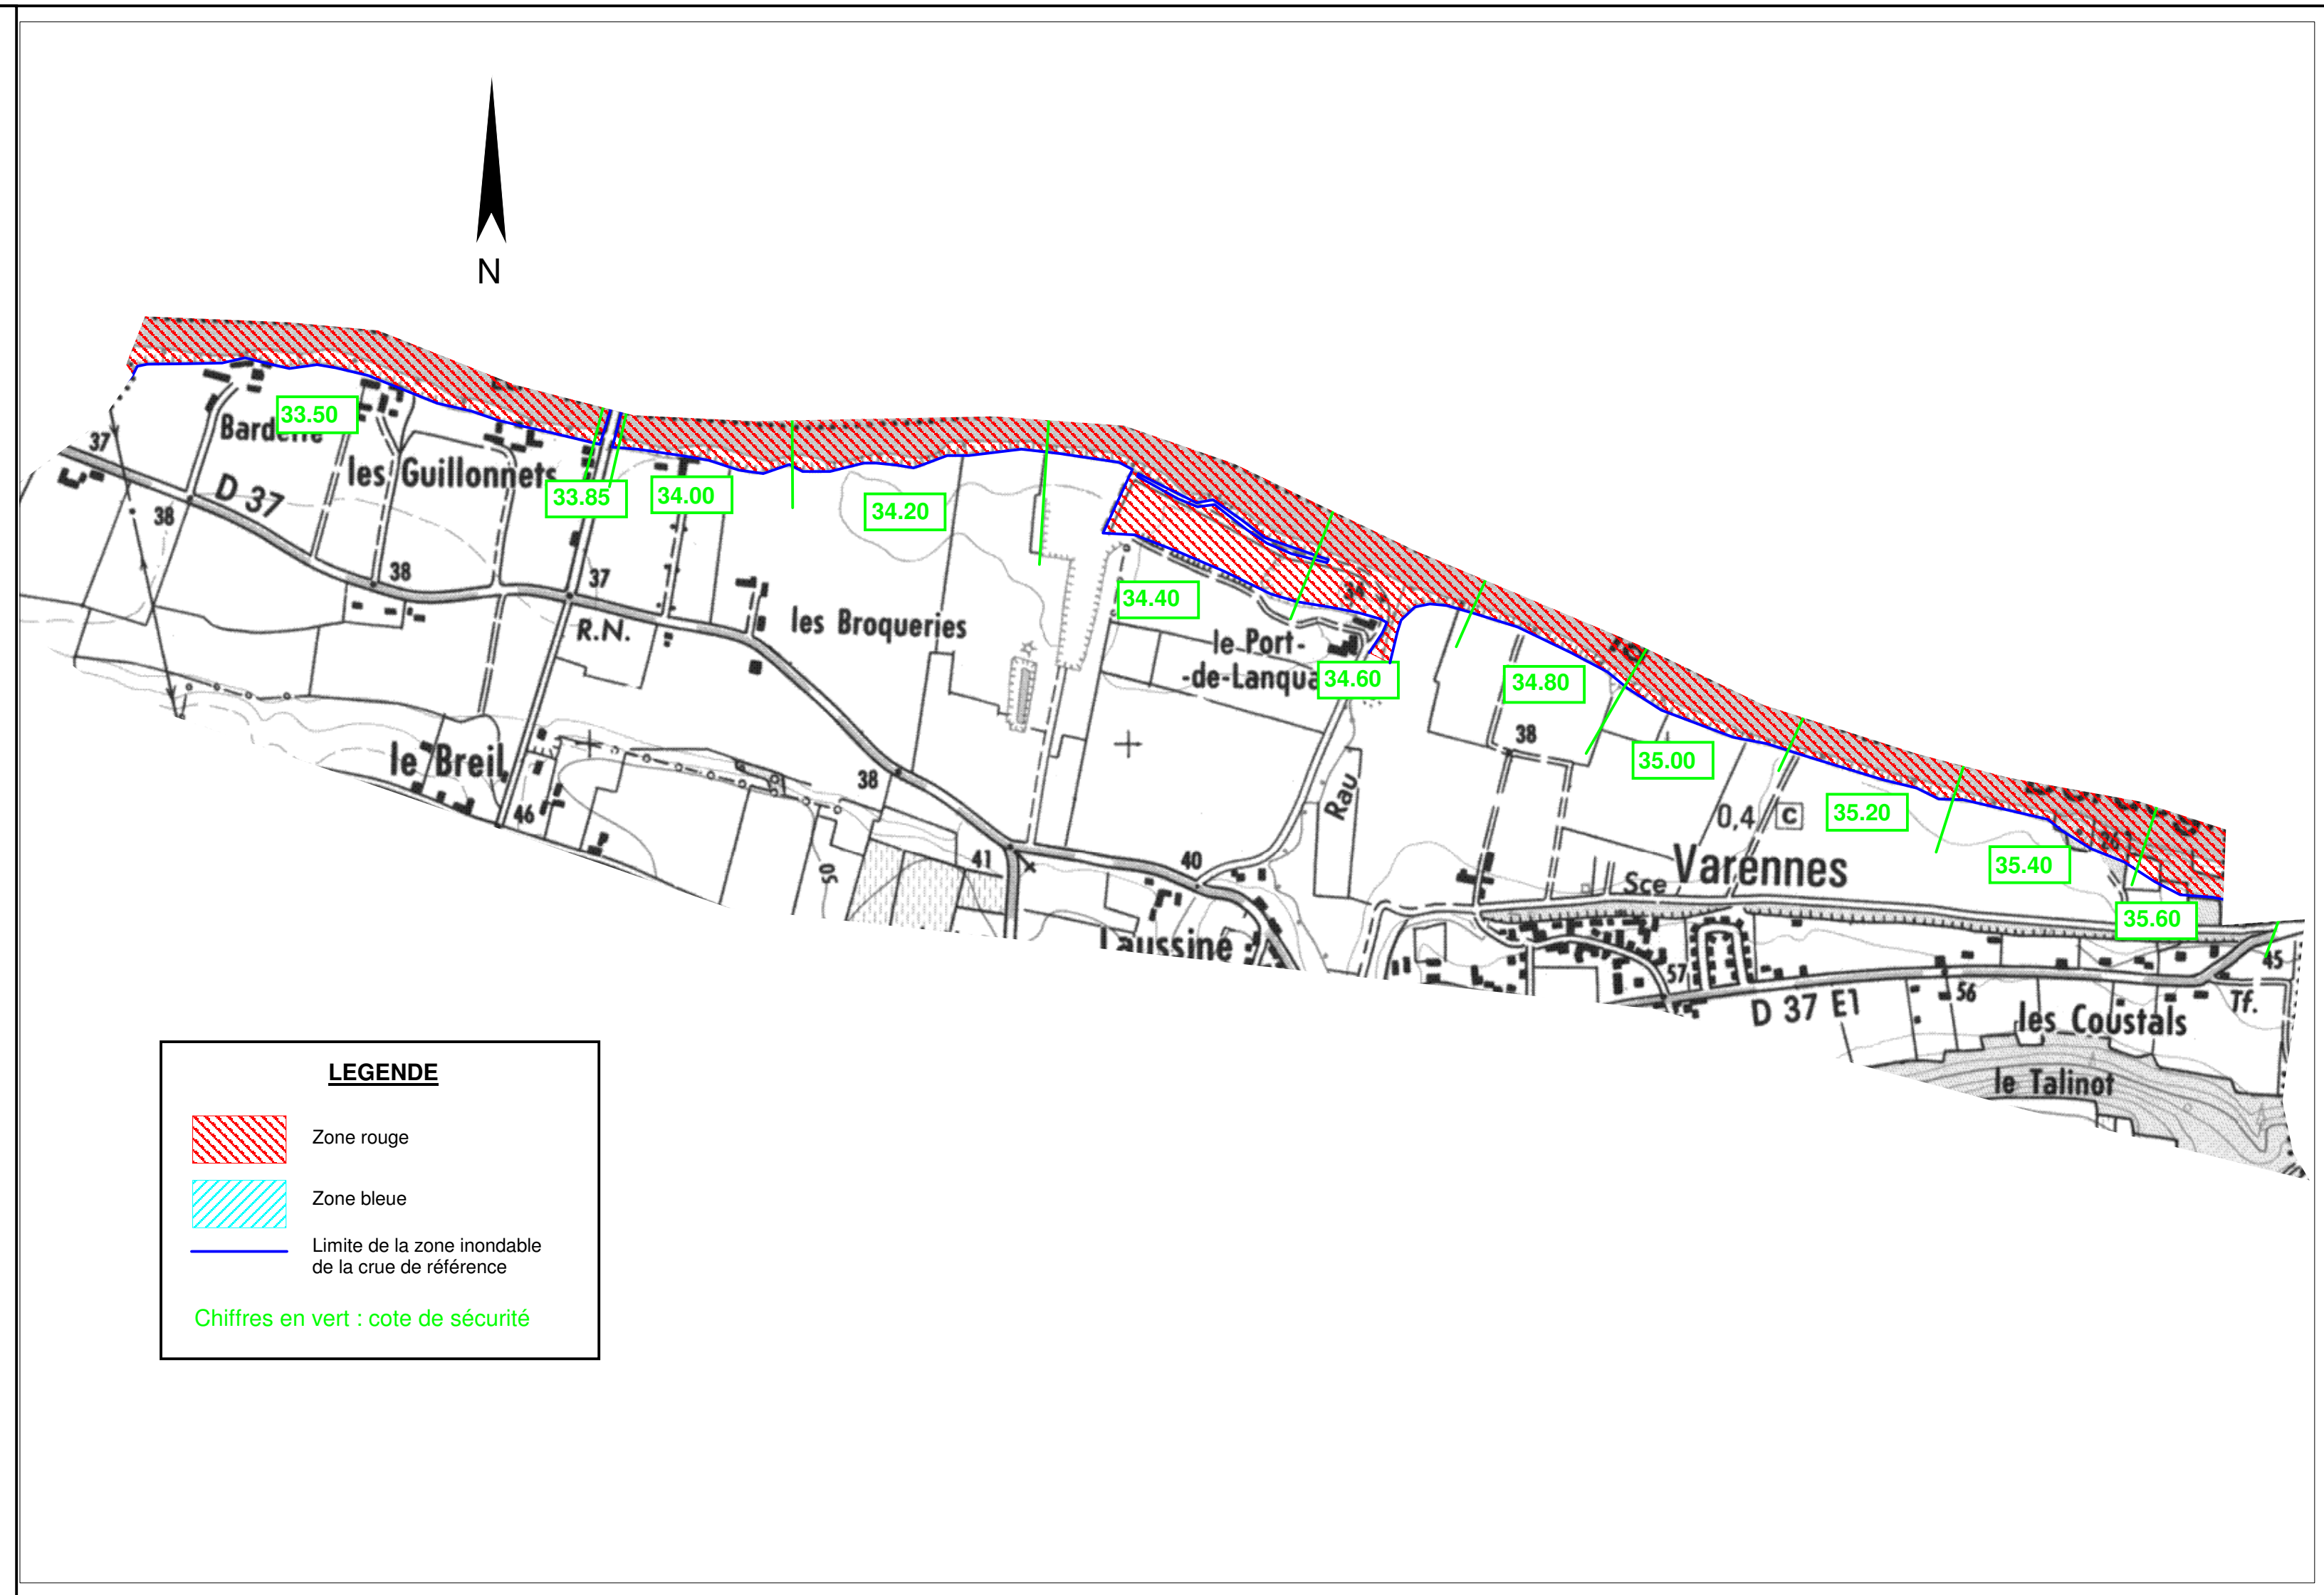 N
33.50
37
les Guillonnets
33.85
34.00
34.20
D 37
38
38
37
R.N.
les Broqueries
34.40
34
le Port-
34.60
34.80
38
35.00
le Breil
46
38
50
41
40
Rau
0,4
C
35.20
Varennes
Sce
35.40
26
35.60
Laussine
57
D 37 E1
56
45
Tf.
les Coustals
le Talinot
LEGENDE
Zone rouge
Zone bleue
Limite de la zone inondable
de la crue de référence
Chiffres en vert : cote de sécurité